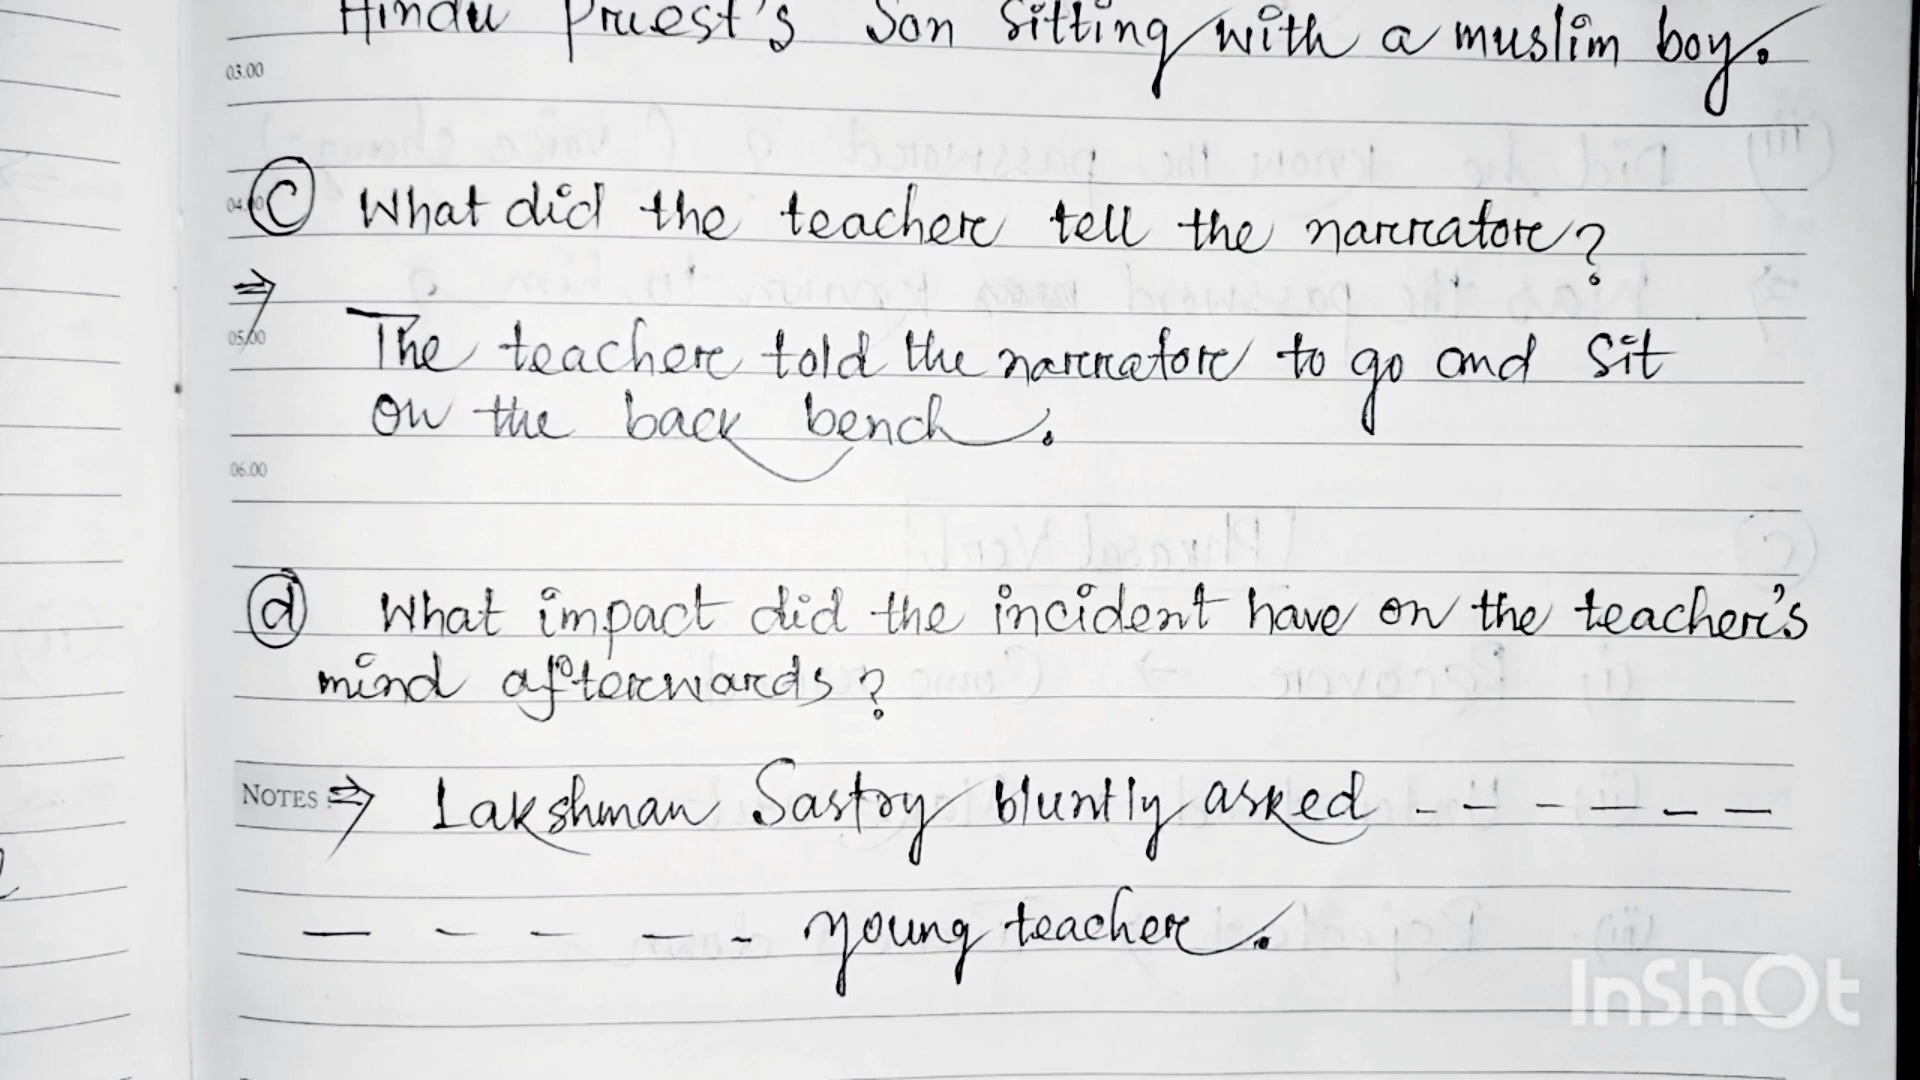 Hindu Priest's Son Sitting with a muslim boy.
03.00
04.00 (C) What did the teacher tell the narrator?
⇒
05.00 The teacher told the narrator to go and sit
on the back bench.
06.00
(d) What impact did the incident have on the teacher's
mind afterwards?
NOTES : ⇒ Lakshman Sastry bluntly asked - - - - - -
- - - - - young teacher.
InShOt